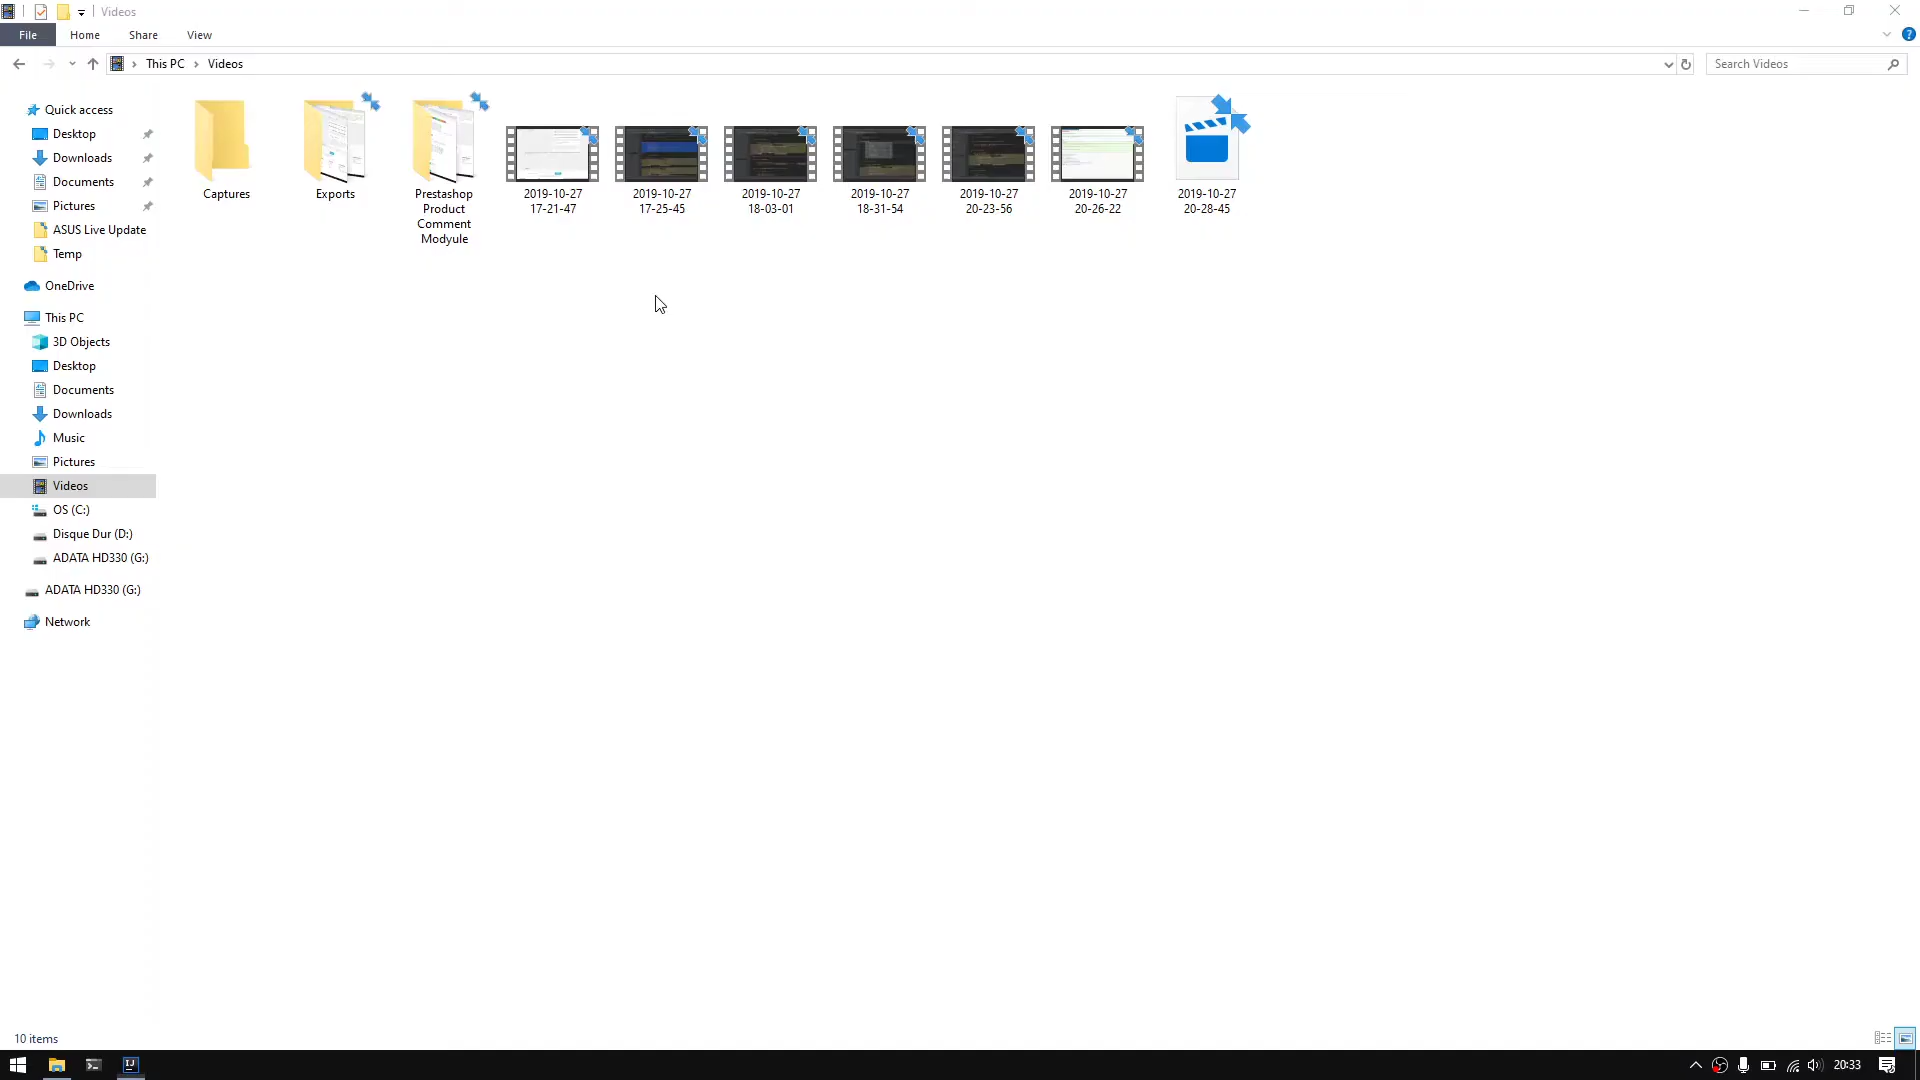 Videos
File Home Share View
This PC Videos
Search Videos
Quick access
Desktop
Downloads
Documents
Pictures
ASUS Live Update
Temp
OneDrive
This PC
3D Objects
Desktop
Documents
Downloads
Music
Pictures
Videos
OS (C:)
Disque Dur (D:)
ADATA HD330 (G:)
ADATA HD330 (G:)
Network
Captures
Exports
Prestashop
Product
Comment
Modyule
2019-10-27
17-21-47
2019-10-27
17-25-45
2019-10-27
18-03-01
2019-10-27
18-31-54
2019-10-27
20-23-56
2019-10-27
20-26-22
2019-10-27
20-28-45
10 items
IJ
20:33